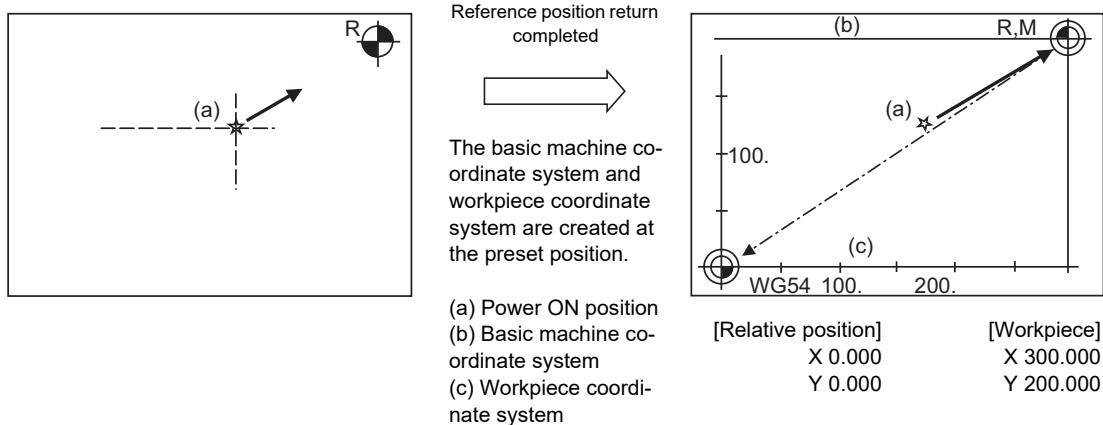 R
(a)
Reference position return
completed
The basic machine co-
ordinate system and
workpiece coordinate
system are created at
the preset position.
(a) Power ON position
(b) Basic machine co-
ordinate system
(c) Workpiece coordi-
nate system
(b)
R,M
(a)
100.
(c)
WG54 100. 200.
[Relative position] [Workpiece]
X 0.000 X 300.000
Y 0.000 Y 200.000